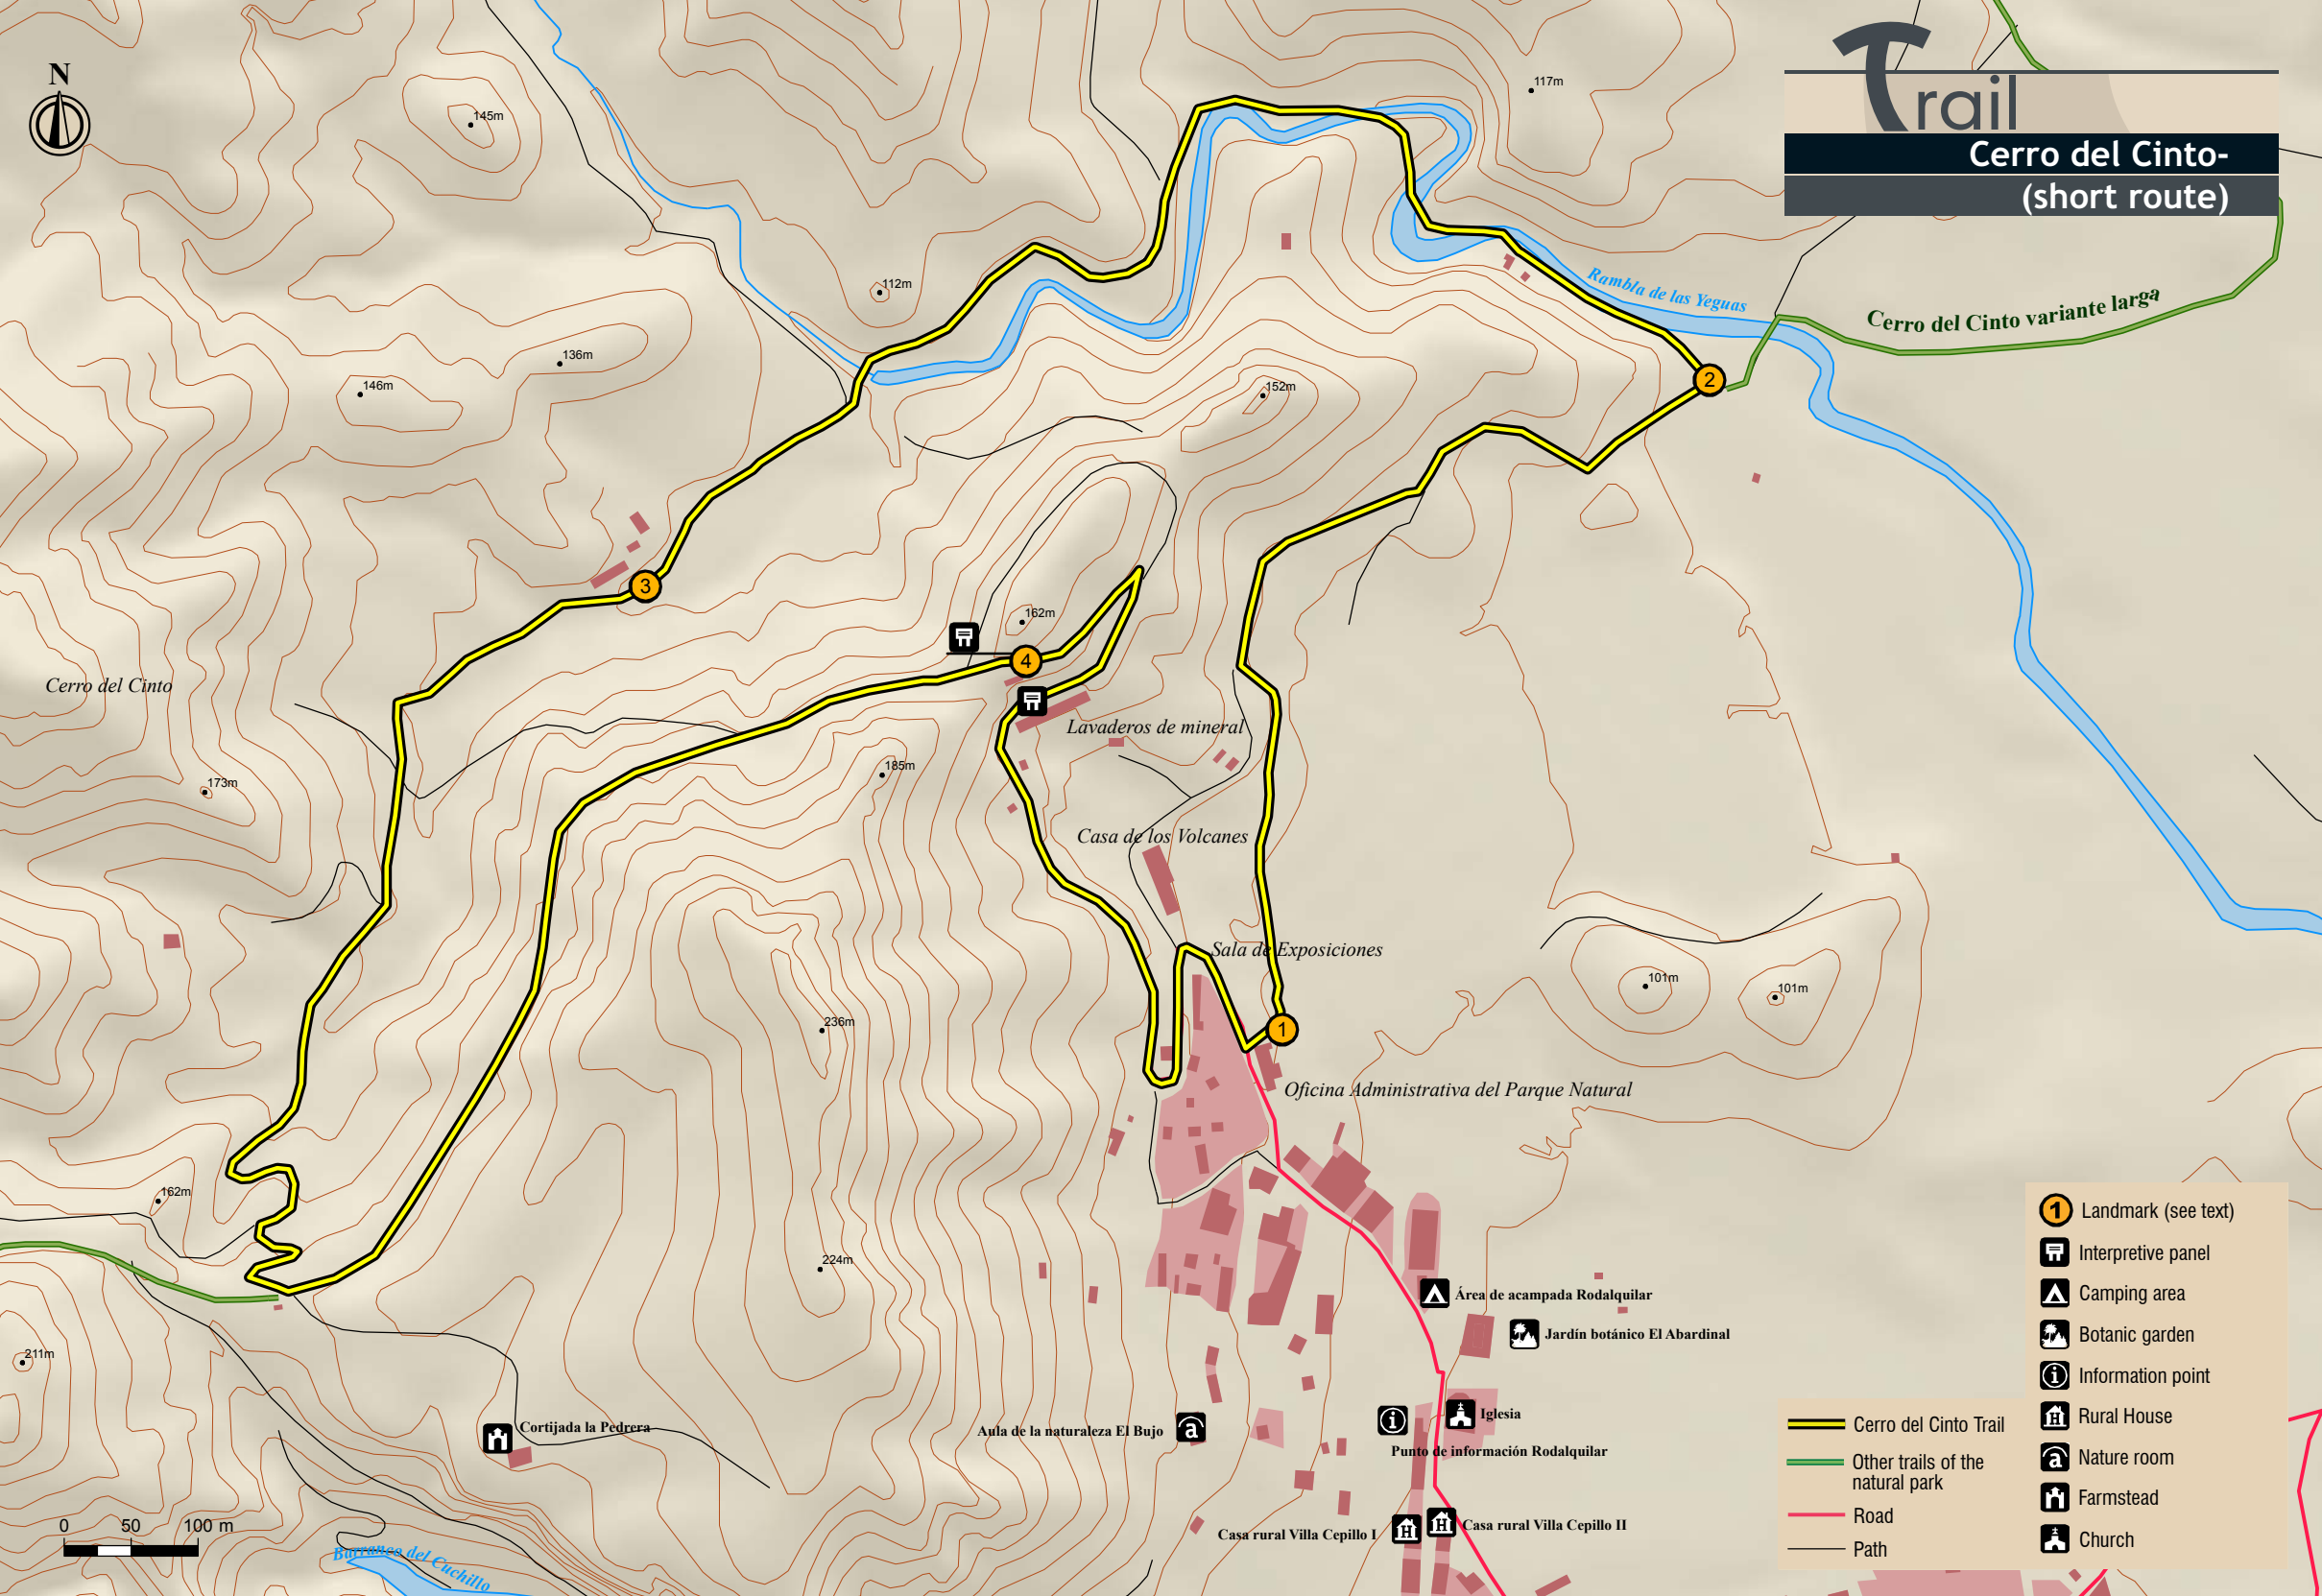 N
Trail
Cerro del Cinto-
(short route)
117m
145m
112m
Rambla de las Yeguas
Cerro del Cinto variante larga
136m
146m
152m
2
3
162m
4
Cerro del Cinto
Lavaderos de mineral
185m
173m
Casa de los Volcanes
Sala de Exposiciones
101m
101m
236m
1
Oficina Administrativa del Parque Natural
162m
224m
211m
Área de acampada Rodalquilar
Jardín botánico El Abardinal
Cortijada la Pedrera
Aula de la naturaleza El Bujo
Iglesia
Punto de información Rodalquilar
Casa rural Villa Cepillo I
Casa rural Villa Cepillo II
0 50 100 m
Barranco del Cuchillo
1 Landmark (see text)
Interpretive panel
Camping area
Botanic garden
Information point
Rural House
Nature room
Farmstead
Church
Cerro del Cinto Trail
Other trails of the
natural park
Road
Path